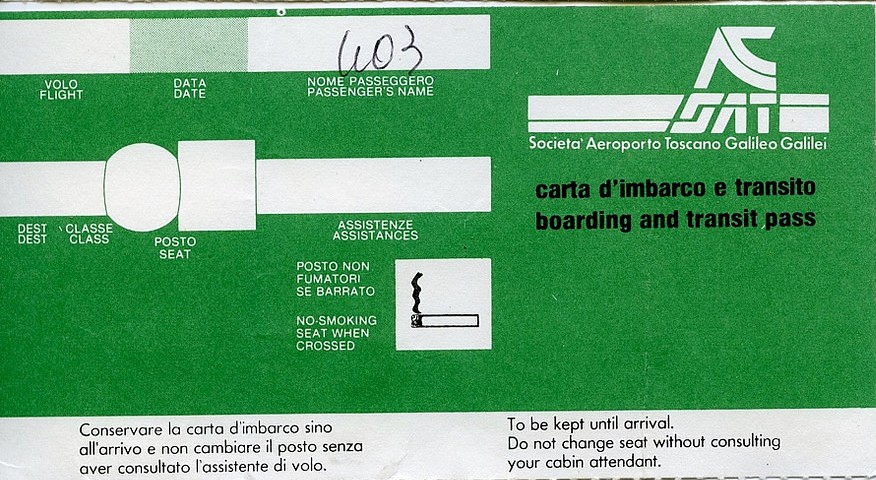 403
VOLO
FLIGHT
DATA
DATE
NOME PASSEGGERO
PASSENGER'S NAME
SAT
Societa' Aeroporto Toscano Galileo Galilei
carta d'imbarco e transito
boarding and transit pass
DEST
DEST
CLASSE
CLASS
POSTO
SEAT
ASSISTENZE
ASSISTANCES
POSTO NON
FUMATORI
SE BARRATO
NO-SMOKING
SEAT WHEN
CROSSED
Conservare la carta d'imbarco sino
all'arrivo e non cambiare il posto senza
aver consultato l'assistente di volo.
To be kept until arrival.
Do not change seat without consulting
your cabin attendant.